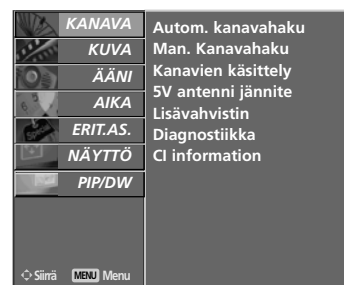 KANAVA
KUVA
ÄÄNI
AIKA
ERIT.AS.
NÄYTTÖ
PIP/DW
Autom. kanavahaku
Man. Kanavahaku
Kanavien käsittely
5V antenni jännite
Lisävahvistin
Diagnostiikka
CI information
Siirrä MENU Menu